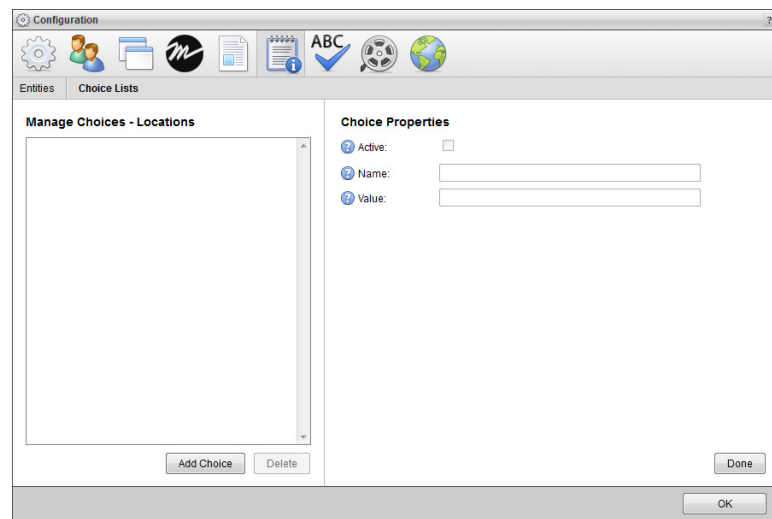 Configuration
?
ABC
Entities
Choice Lists
Manage Choices - Locations
Choice Properties
? Active:
? Name:
? Value:
Add Choice
Delete
Done
OK